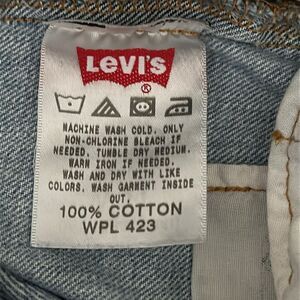 LEVI'S
®
MACHINE WASH COLD. ONLY
NON-CHLORINE BLEACH IF
NEEDED. TUMBLE DRY MEDIUM.
WARM IRON IF NEEDED.
WASH AND DRY WITH LIKE
COLORS. WASH GARMENT INSIDE
OUT.
100% COTTON
WPL 423